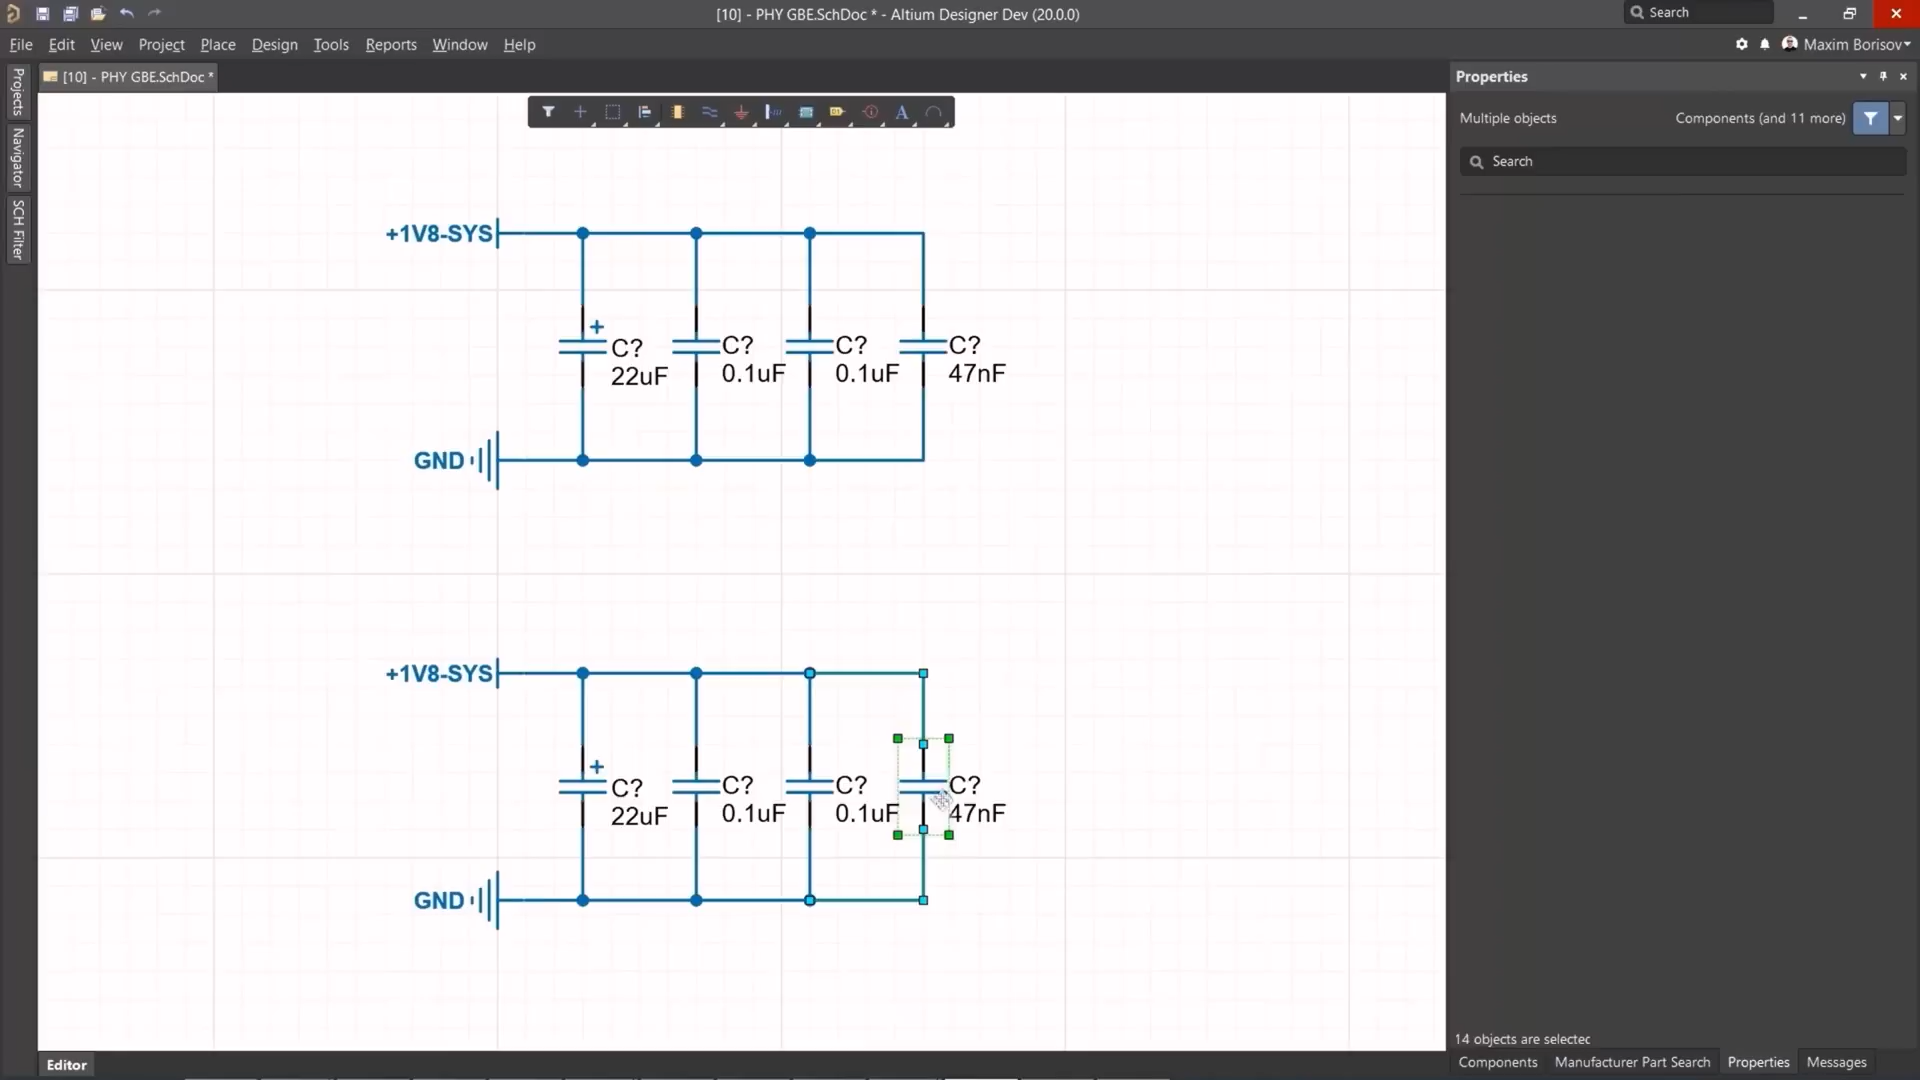 [10] - PHY GBE.SchDoc * - Altium Designer Dev (20.0.0)
Search
File Edit View Project Place Design Tools Reports Window Help
Maxim Borisov
Projects
Navigator
SCH Filter
[10] - PHY GBE.SchDoc *
A
Properties
Multiple objects
Components (and 11 more)
Search
+1V8-SYS
+
C?
22uF
C?
0.1uF
C?
0.1uF
C?
47nF
GND
+1V8-SYS
+
C?
22uF
C?
0.1uF
C?
0.1uF
C?
47nF
GND
14 objects are selected
Editor
Components Manufacturer Part Search Properties Messages